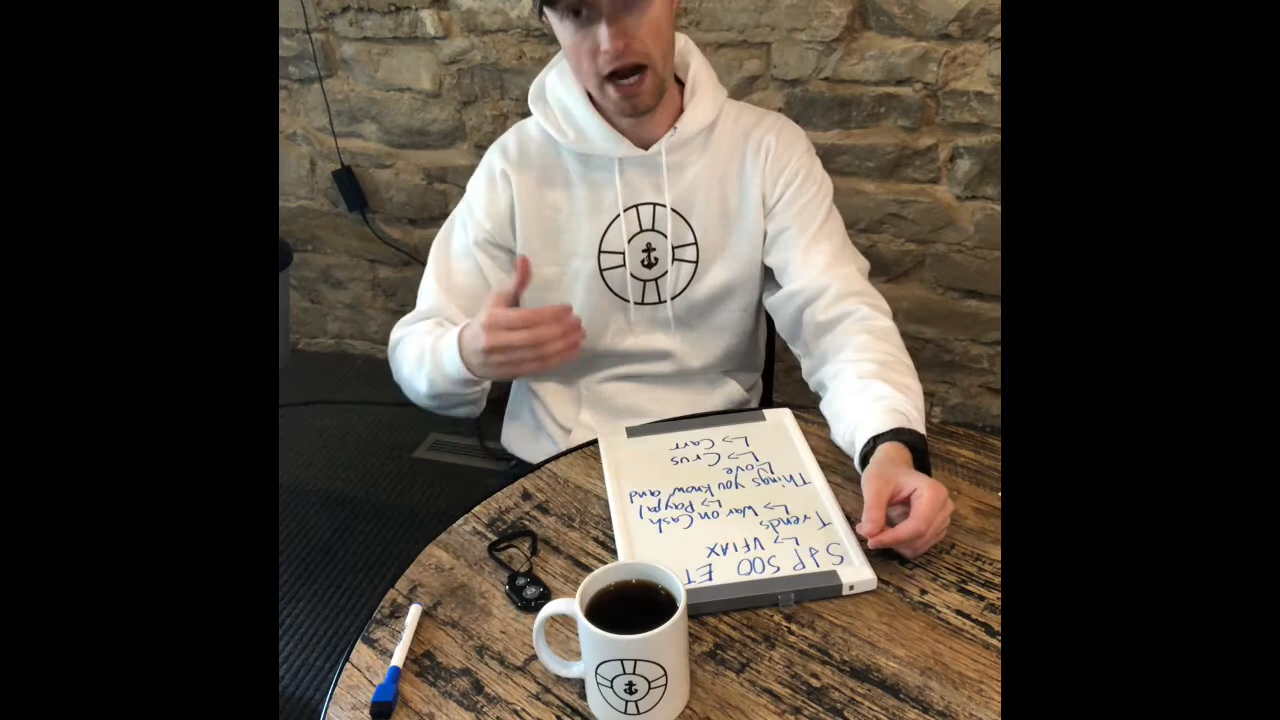 S&P 500 ET
↳ VFIAX
Trends
↳ War on Cash
↳ Paypal
Things you know and
Love
↳ Crus
↳ Carr